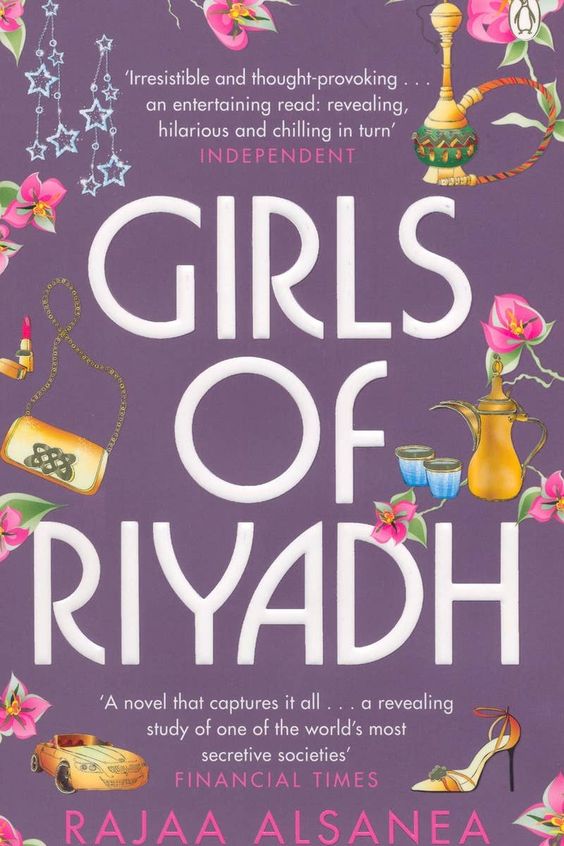 ‘Irresistible and thought-provoking . . .
an entertaining read: revealing,
hilarious and chilling in turn’
INDEPENDENT
GIRLS
OF
RIYADH
‘A novel that captures it all . . . a revealing
study of one of the world’s most
secretive societies’
FINANCIAL TIMES
RAJAA ALSANEA